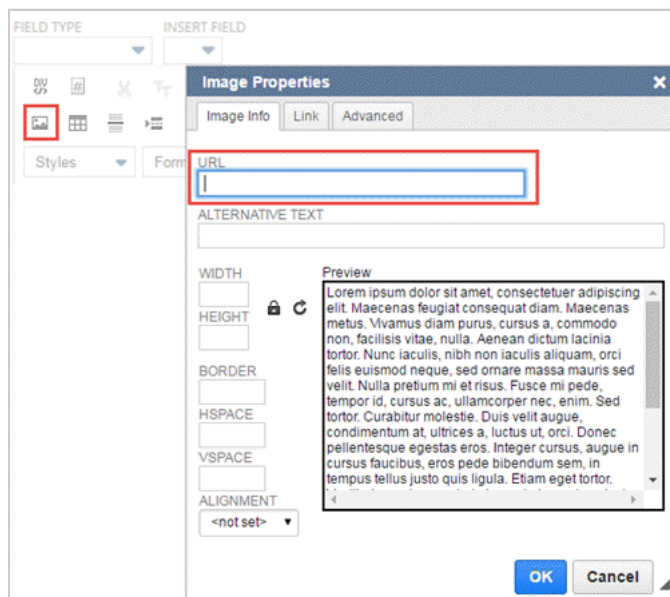 FIELD TYPE
INSERT FIELD
Image Properties
Image Info
Link
Advanced
Styles
Form
URL
ALTERNATIVE TEXT
WIDTH
HEIGHT
BORDER
HSPACE
VSPACE
ALIGNMENT
<not set>
Preview
Lorem ipsum dolor sit amet, consectetuer adipiscing
elit. Maecenas feugiat consequat diam. Maecenas
metus. Vivamus diam purus, cursus a, commodo
non, facilisis vitae, nulla. Aenean dictum lacinia
tortor. Nunc iaculis, nibh non iaculis aliquam, orci
felis euismod neque, sed ornare massa mauris sed
velit. Nulla pretium mi et risus. Fusce mi pede,
tempor id, cursus ac, ullamcorper nec, enim. Sed
tortor. Curabitur molestie. Duis velit augue,
condimentum at, ultrices a, luctus ut, orci. Donec
pellentesque egestas eros. Integer cursus, augue in
cursus faucibus, eros pede bibendum sem, in
tempus tellus justo quis ligula. Etiam eget tortor.
OK
Cancel